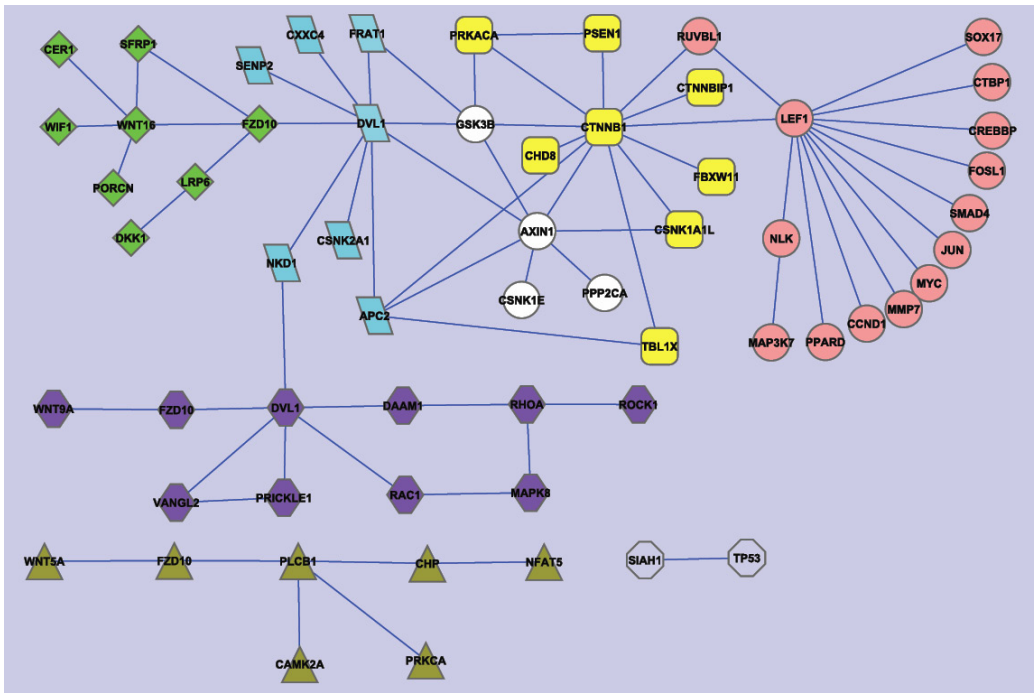 CXXC4
FRAT1
PRKACA
PSEN1
RUVBL1
SOX17
CER1
SFRP1
SENP2
CTNNBIP1
CTBP1
WIF1
WNT16
FZD10
DVL1
GSK3B
CTNNB1
LEF1
CREBBP
CHD8
FOSL1
PORCN
LRP6
FBXW11
SMAD4
DKK1
CSNK2A1
AXIN1
CSNK1A1L
NLK
JUN
NKD1
CSNK1E
PPP2CA
MYC
MMP7
APC2
CCND1
TBL1X
MAP3K7
PPARD
WNT9A
FZD10
DVL1
DAAM1
RHOA
ROCK1
VANGL2
PRICKLE1
RAC1
MAPK8
WNT5A
FZD10
PLCB1
CHP
NFAT5
SIAH1
TP53
CAMK2A
PRKCA